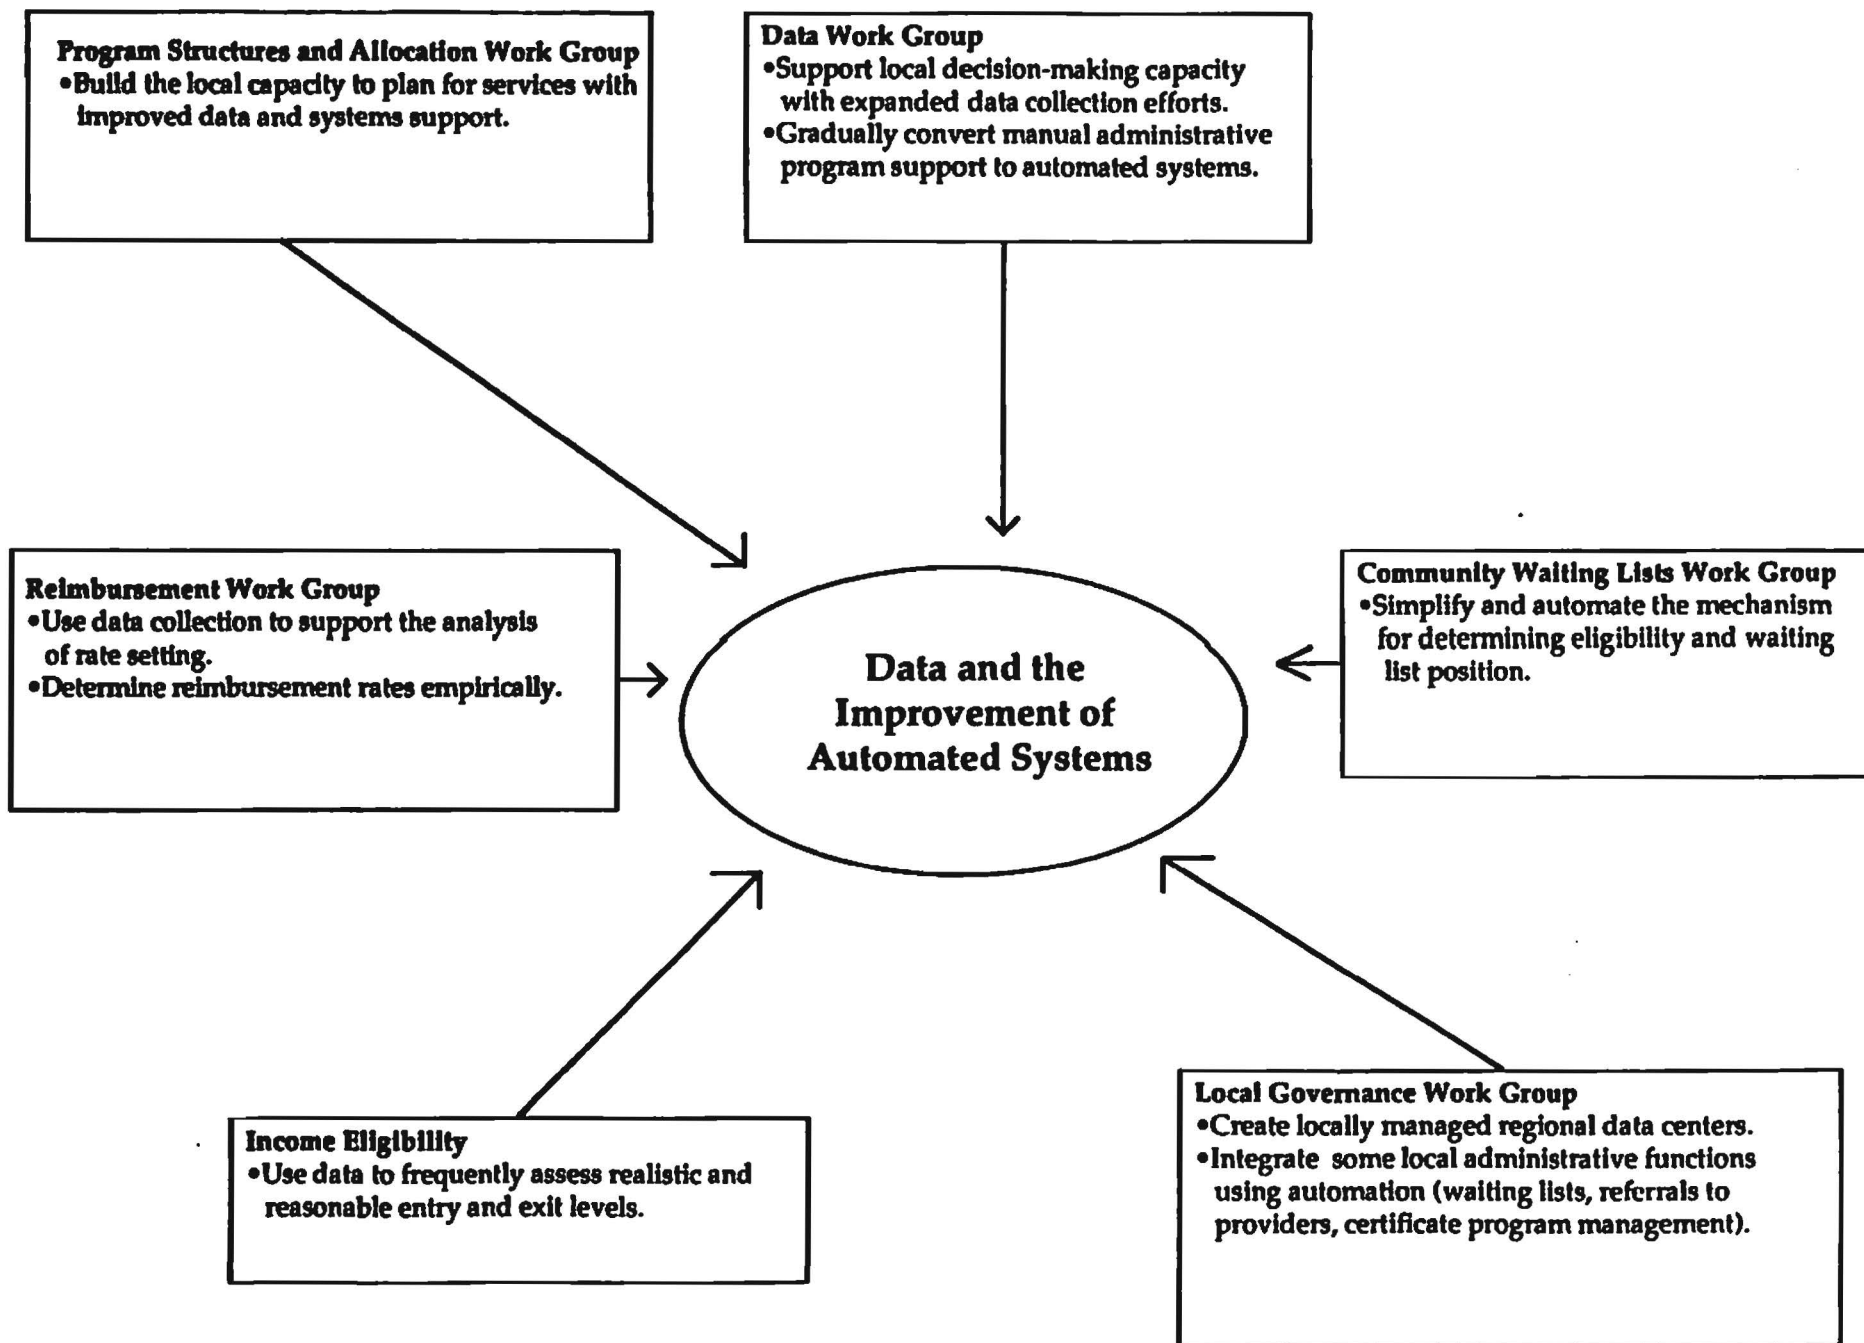 Program Structures and Allocation Work Group
•Build the local capacity to plan for services with
improved data and systems support.
Data Work Group
•Support local decision-making capacity
with expanded data collection efforts.
•Gradually convert manual administrative
program support to automated systems.
Reimbursement Work Group
•Use data collection to support the analysis
of rate setting.
•Determine reimbursement rates empirically.
Data and the
Improvement of
Automated Systems
Community Waiting Lists Work Group
•Simplify and automate the mechanism
for determining eligibility and waiting
list position.
Income Eligibility
•Use data to frequently assess realistic and
reasonable entry and exit levels.
Local Governance Work Group
•Create locally managed regional data centers.
•Integrate some local administrative functions
using automation (waiting lists, referrals to
providers, certificate program management).